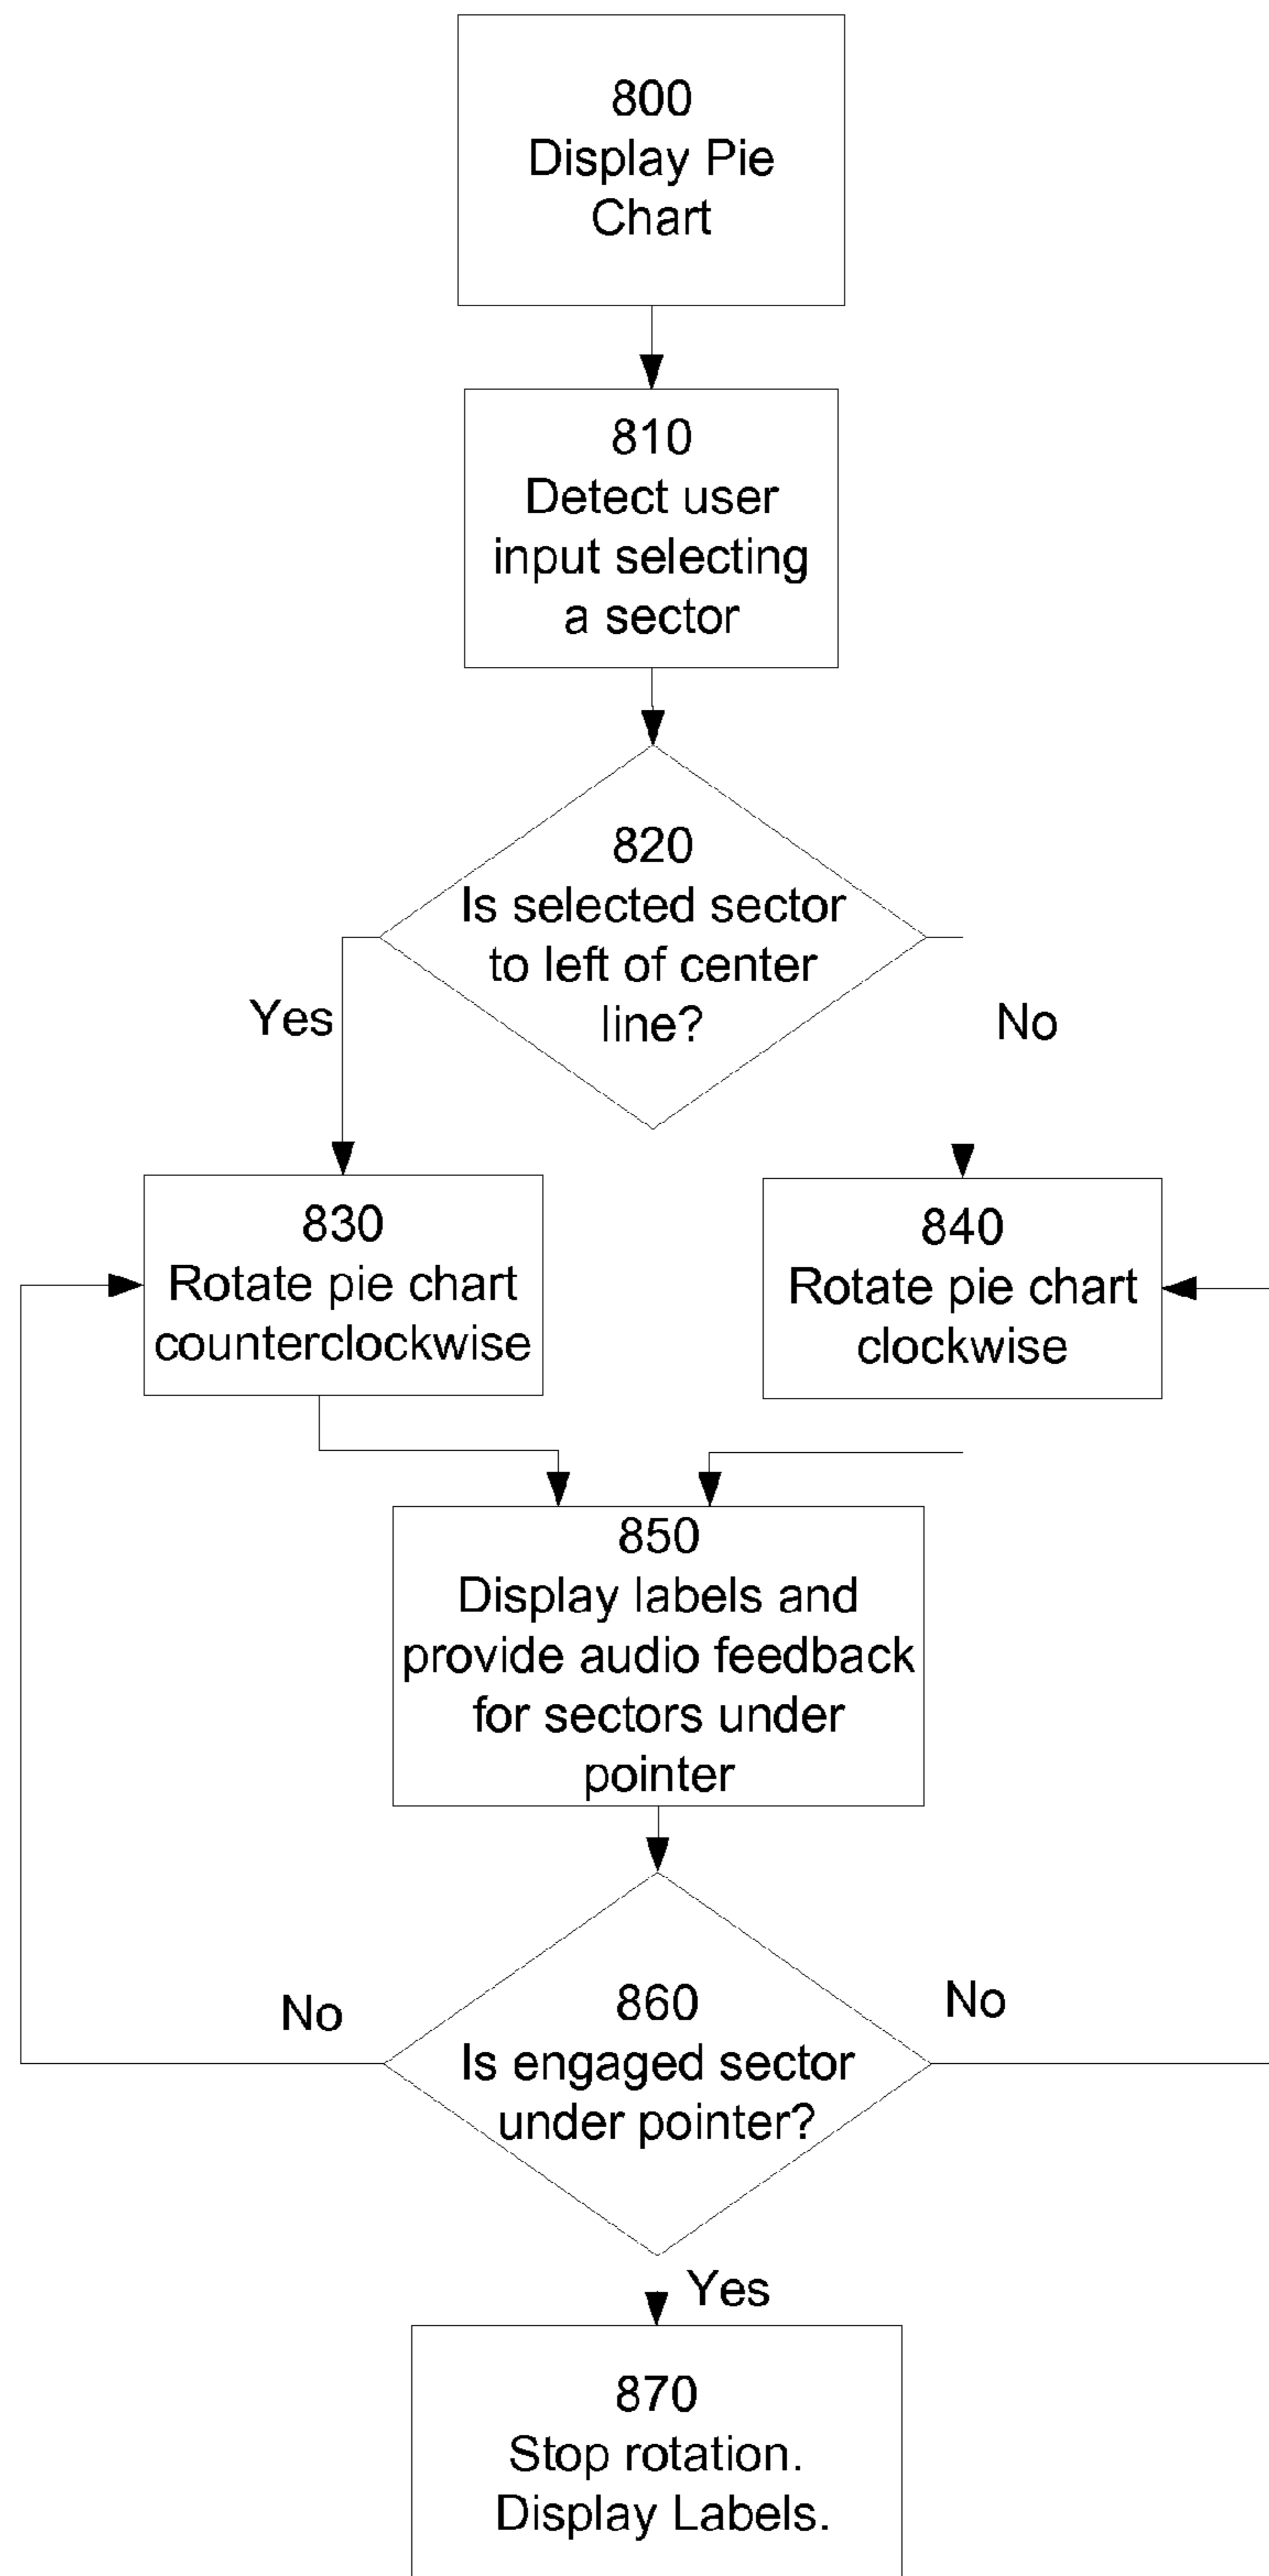 800
Display Pie
Chart
810
Detect user
input selecting
a sector
820
Is selected sector
to left of center
line?
Yes
No
830
Rotate pie chart
counterclockwise
840
Rotate pie chart
clockwise
850
Display labels and
provide audio feedback
for sectors under
pointer
860
Is engaged sector
under pointer?
No
No
Yes
870
Stop rotation.
Display Labels.